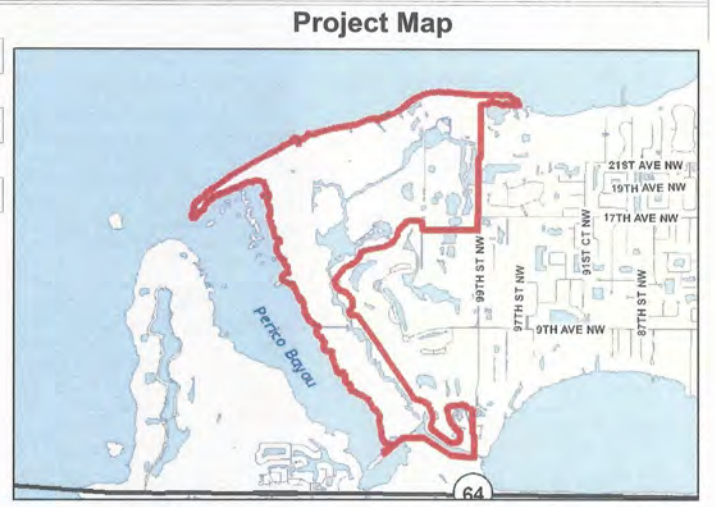 Project Map
21ST AVE NW
19TH AVE NW
17TH AVE NW
91ST CT NW
99TH ST NW
97TH ST NW
87TH ST NW
9TH AVE NW
Perico Bayou
64